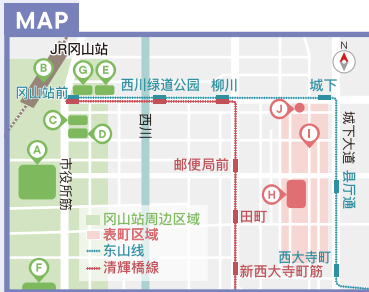 MAP
JR冈山站
N
B
G
E
冈山站前
西川绿道公园
柳川
城下
J
C
D
西川
I
城下大道
A
市役所筋
邮便局前
县厅通
H
冈山站周边区域
田町
表町区域
东山线
西大寺町
F
清輝橋線
新西大寺町筋